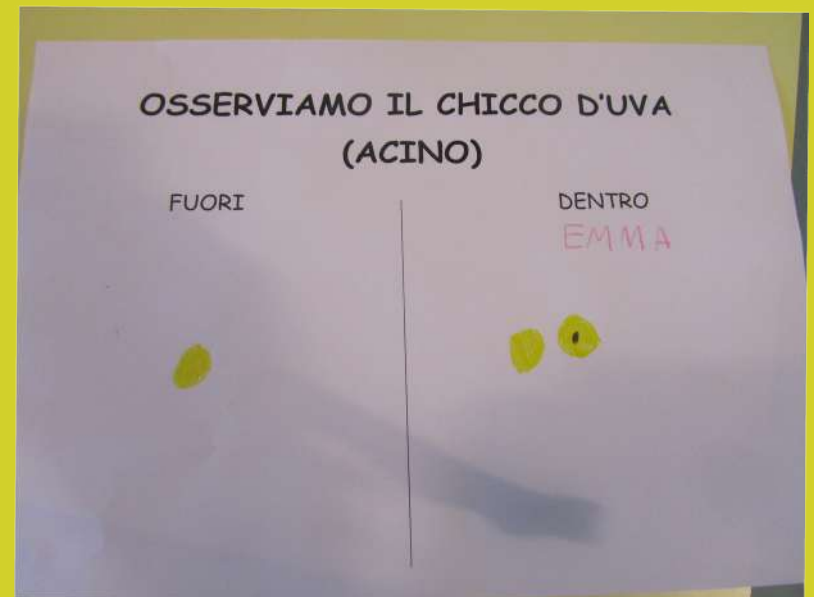 OSSERVIAMO IL CHICCO D'UVA
(ACINO)
FUORI
DENTRO
EMMA